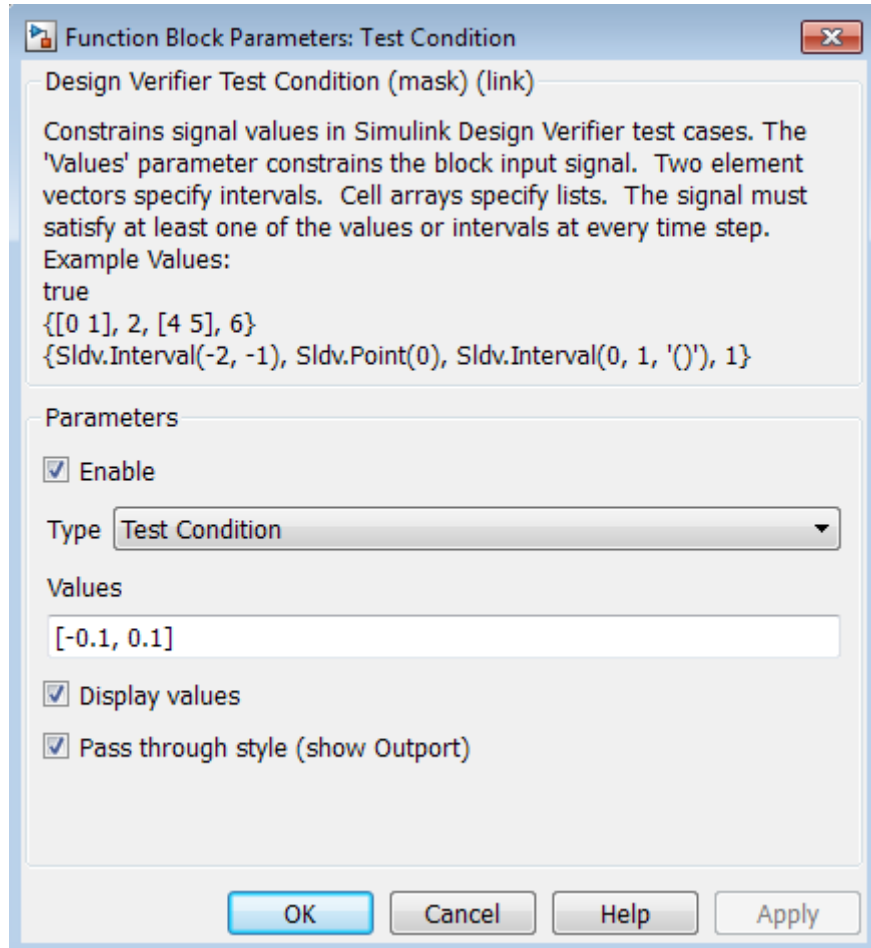 Function Block Parameters: Test Condition
Design Verifier Test Condition (mask) (link)
Constrains signal values in Simulink Design Verifier test cases. The
'Values' parameter constrains the block input signal.  Two element
vectors specify intervals.  Cell arrays specify lists.  The signal must
satisfy at least one of the values or intervals at every time step.
Example Values:
true
{[0 1], 2, [4 5], 6}
{Sldv.Interval(-2, -1), Sldv.Point(0), Sldv.Interval(0, 1, '()'), 1}
Parameters
Enable
Type Test Condition
Values
[-0.1, 0.1]
Display values
Pass through style (show Outport)
OK Cancel Help Apply